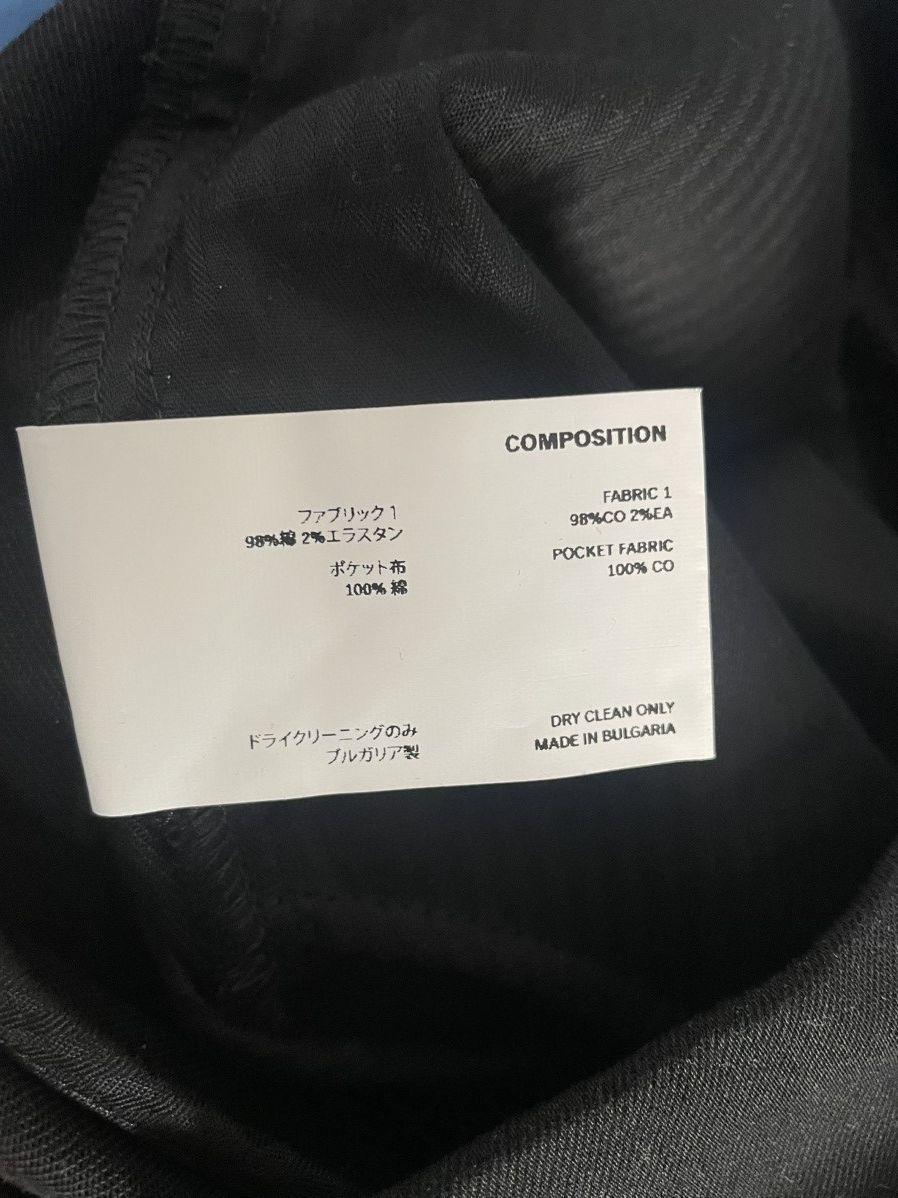 COMPOSITION
ファブリック 1
98%綿 2%エラスタン
ポケット布
100% 綿
FABRIC 1
98%CO 2%EA
POCKET FABRIC
100% CO
ドライクリーニングのみ
ブルガリア製
DRY CLEAN ONLY
MADE IN BULGARIA